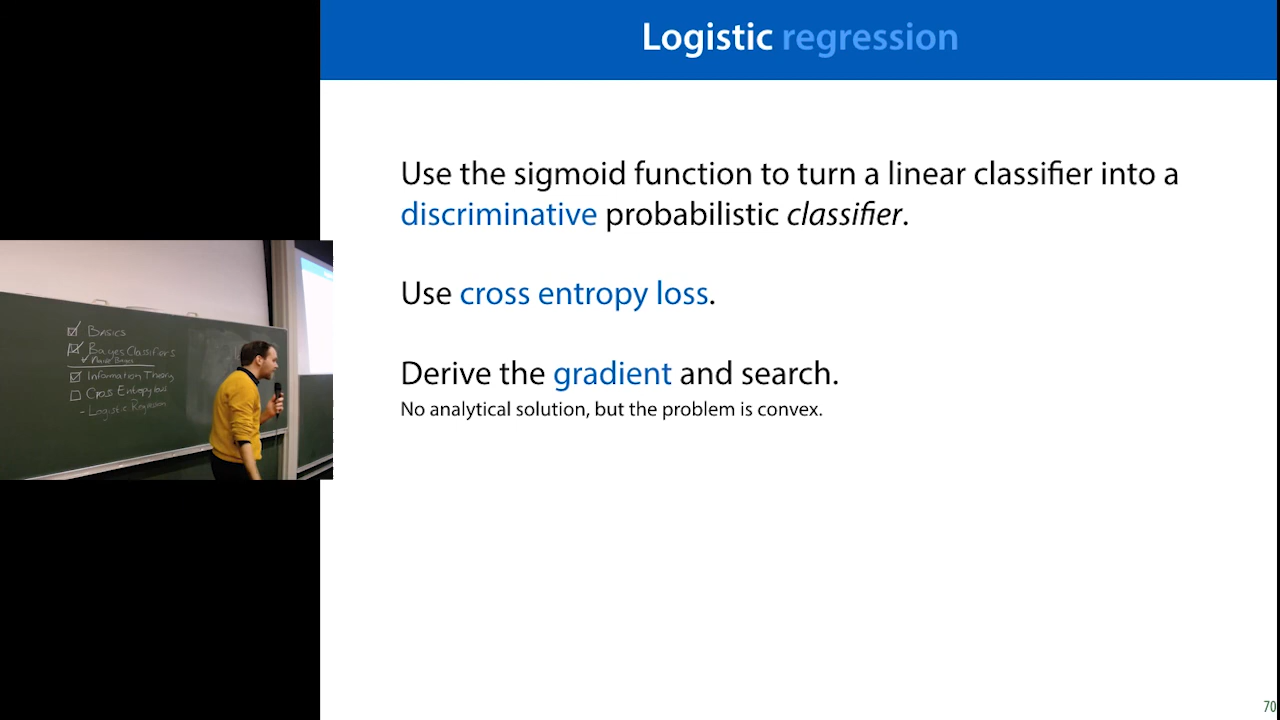 Logistic regression
Use the sigmoid function to turn a linear classifier into a
discriminative probabilistic classifier.
Use cross entropy loss.
Derive the gradient and search.
No analytical solution, but the problem is convex.
70
Basics
Bayes Classifiers
Information Theory
Cross Entropy loss
- Logistic Regression